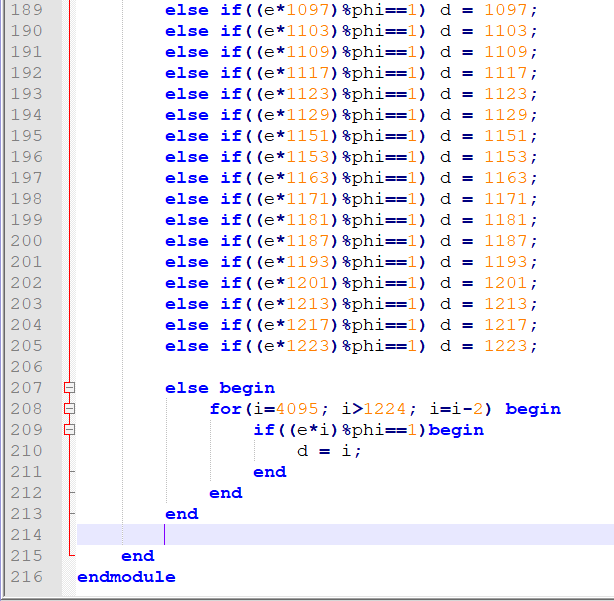 189 else if((e*1097)%phi==1) d = 1097;
190 else if((e*1103)%phi==1) d = 1103;
191 else if((e*1109)%phi==1) d = 1109;
192 else if((e*1117)%phi==1) d = 1117;
193 else if((e*1123)%phi==1) d = 1123;
194 else if((e*1129)%phi==1) d = 1129;
195 else if((e*1151)%phi==1) d = 1151;
196 else if((e*1153)%phi==1) d = 1153;
197 else if((e*1163)%phi==1) d = 1163;
198 else if((e*1171)%phi==1) d = 1171;
199 else if((e*1181)%phi==1) d = 1181;
200 else if((e*1187)%phi==1) d = 1187;
201 else if((e*1193)%phi==1) d = 1193;
202 else if((e*1201)%phi==1) d = 1201;
203 else if((e*1213)%phi==1) d = 1213;
204 else if((e*1217)%phi==1) d = 1217;
205 else if((e*1223)%phi==1) d = 1223;
206
207 else begin
208 for(i=4095; i>1224; i=i-2) begin
209 if((e*i)%phi==1)begin
210 d = i;
211 end
212 end
213 end
214
215 end
216 endmodule